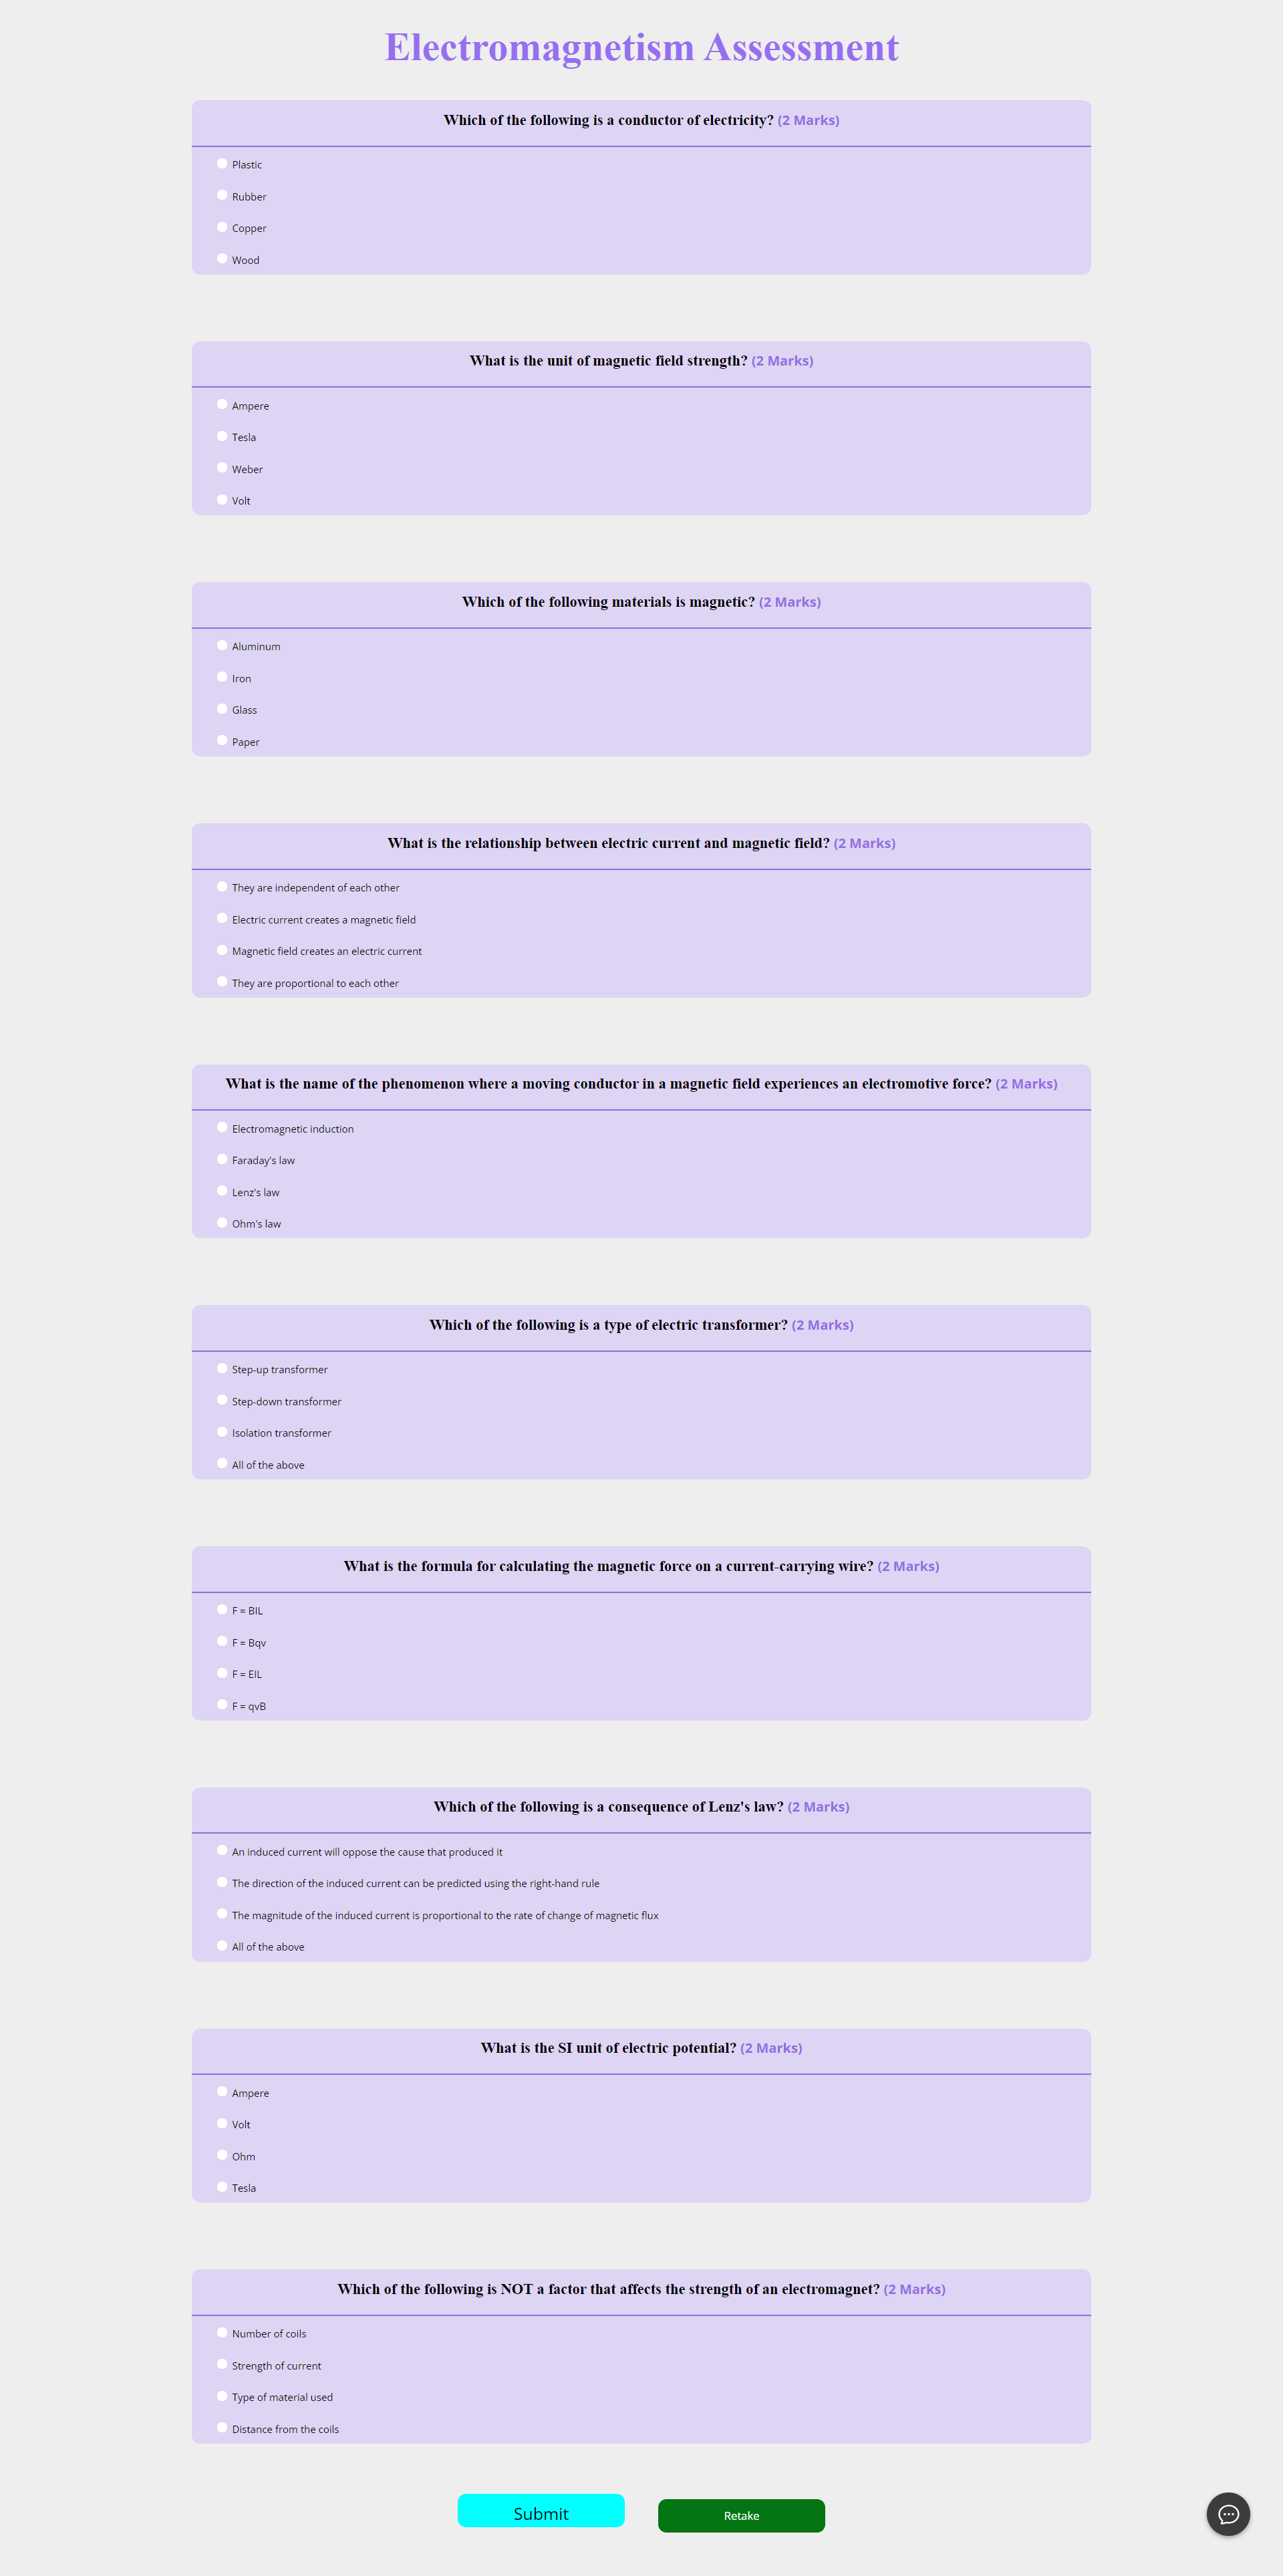 Electromagnetism Assessment
Which of the following is a conductor of electricity? (2 Marks)
Plastic
Rubber
Copper
Wood
What is the unit of magnetic field strength? (2 Marks)
Ampere
Tesla
Weber
Volt
Which of the following materials is magnetic? (2 Marks)
Aluminum
Iron
Glass
Paper
What is the relationship between electric current and magnetic field? (2 Marks)
They are independent of each other
Electric current creates a magnetic field
Magnetic field creates an electric current
They are proportional to each other
What is the name of the phenomenon where a moving conductor in a magnetic field experiences an electromotive force? (2 Marks)
Electromagnetic induction
Faraday's law
Lenz's law
Ohm's law
Which of the following is a type of electric transformer? (2 Marks)
Step-up transformer
Step-down transformer
Isolation transformer
All of the above
What is the formula for calculating the magnetic force on a current-carrying wire? (2 Marks)
F = BIL
F = Bqv
F = EIL
F = qvB
Which of the following is a consequence of Lenz's law? (2 Marks)
An induced current will oppose the cause that produced it
The direction of the induced current can be predicted using the right-hand rule
The magnitude of the induced current is proportional to the rate of change of magnetic flux
All of the above
What is the SI unit of electric potential? (2 Marks)
Ampere
Volt
Ohm
Tesla
Which of the following is NOT a factor that affects the strength of an electromagnet? (2 Marks)
Number of coils
Strength of current
Type of material used
Distance from the coils
Submit
Retake